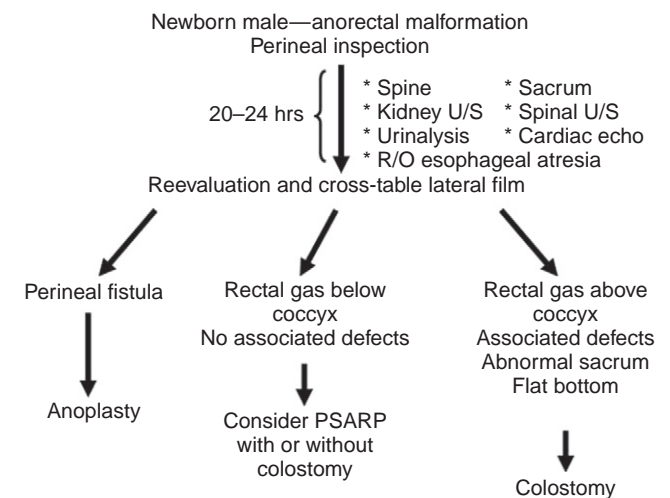 Newborn male—anorectal malformation
Perineal inspection
20–24 hrs
* Spine
* Sacrum
* Kidney U/S
* Spinal U/S
* Urinalysis
* Cardiac echo
* R/O esophageal atresia
Reevaluation and cross-table lateral film
Perineal fistula
Anoplasty
Rectal gas below
coccyx
No associated defects
Consider PSARP
with or without
colostomy
Rectal gas above
coccyx
Associated defects
Abnormal sacrum
Flat bottom
Colostomy